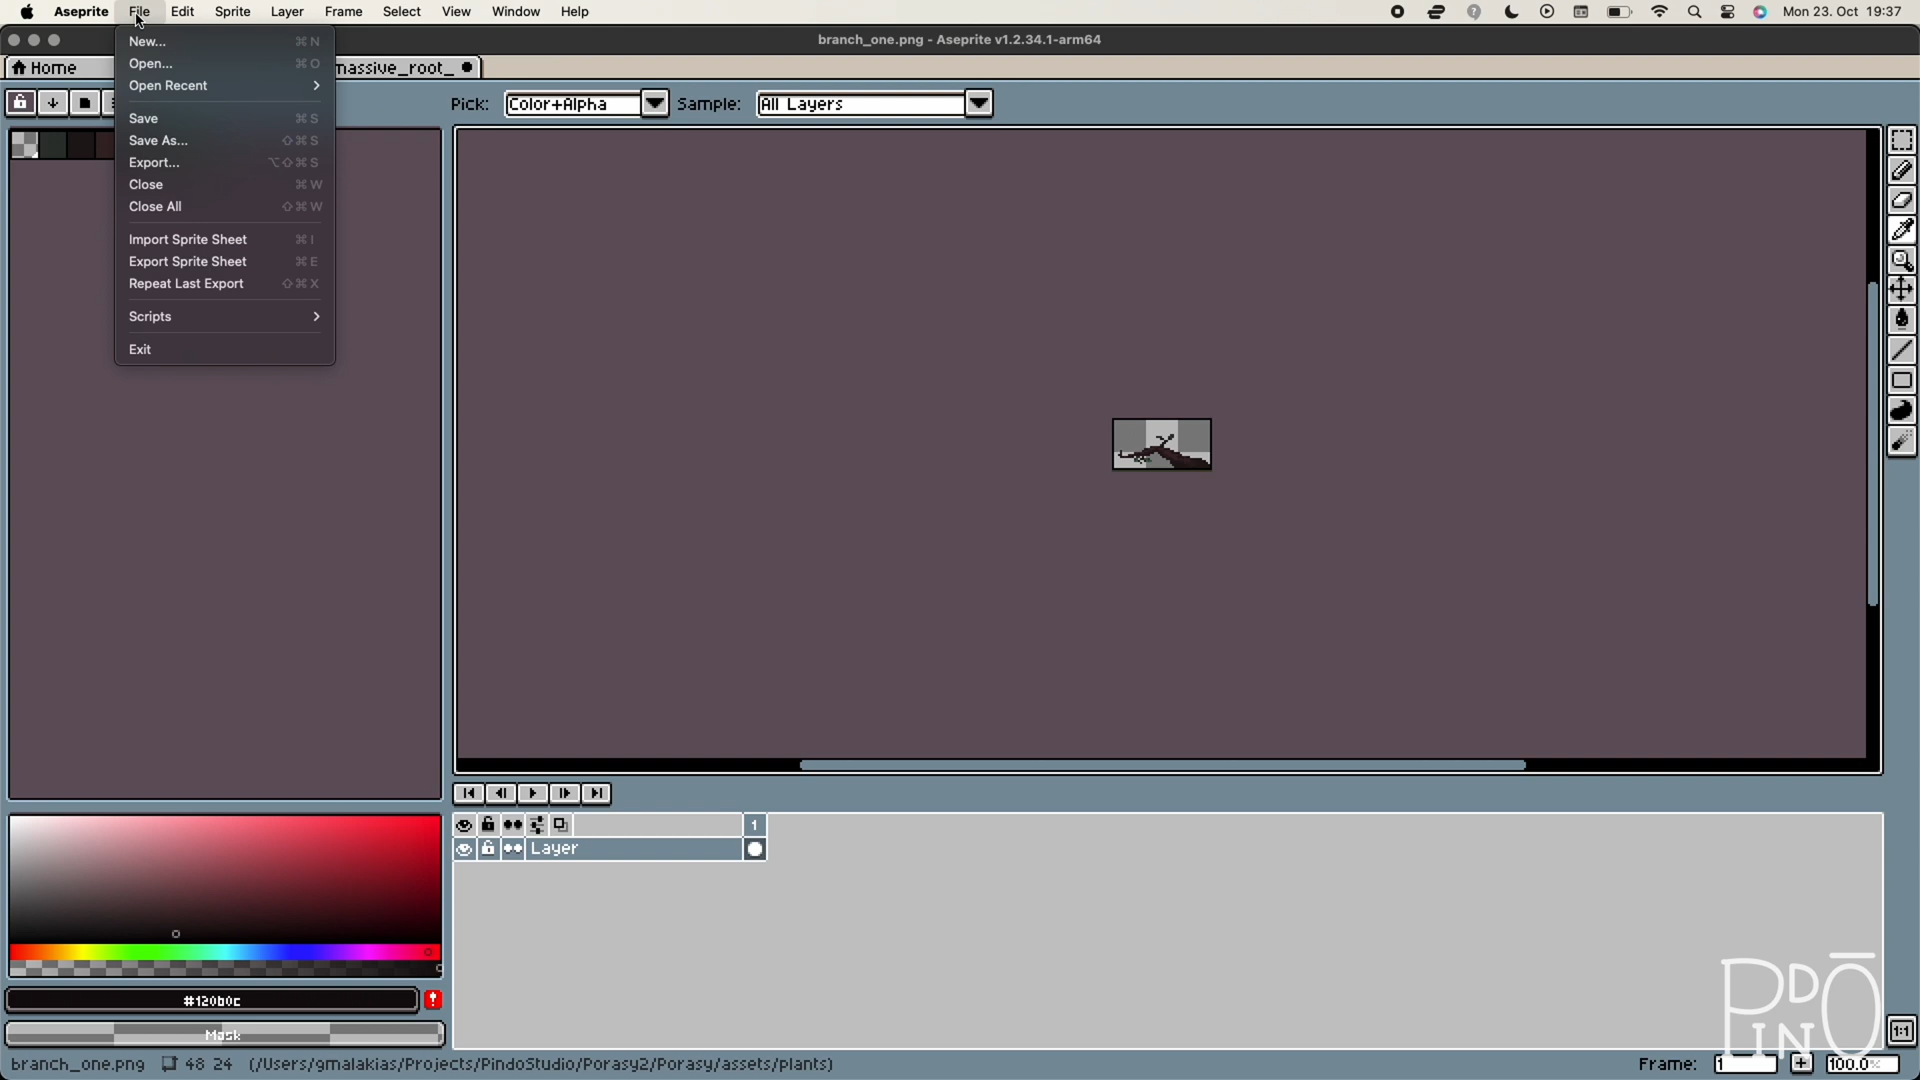 Aseprite File Edit Sprite Layer Frame Select View Window Help Mon 23. Oct 19:37
branch_one.png - Aseprite v1.2.34.1-arm64
Home massive_root_
New... ⌘ N
Open... ⌘ O
Open Recent
Save ⌘ S
Save As... ⇧ ⌘ S
Export... ⌥ ⇧ ⌘ S
Close ⌘ W
Close All ⇧ ⌘ W
Import Sprite Sheet ⌘ I
Export Sprite Sheet ⌘ E
Repeat Last Export ⇧ ⌘ X
Scripts
Exit
Pick: Color+Alpha Sample: All Layers
1
Layer
#120b0c
Mask
PINDŌ
1:1
branch_one.png 48 24 (/Users/gmalakias/Projects/PindoStudio/Porasy2/Porasy/assets/plants) Frame: 1 + 100.0%